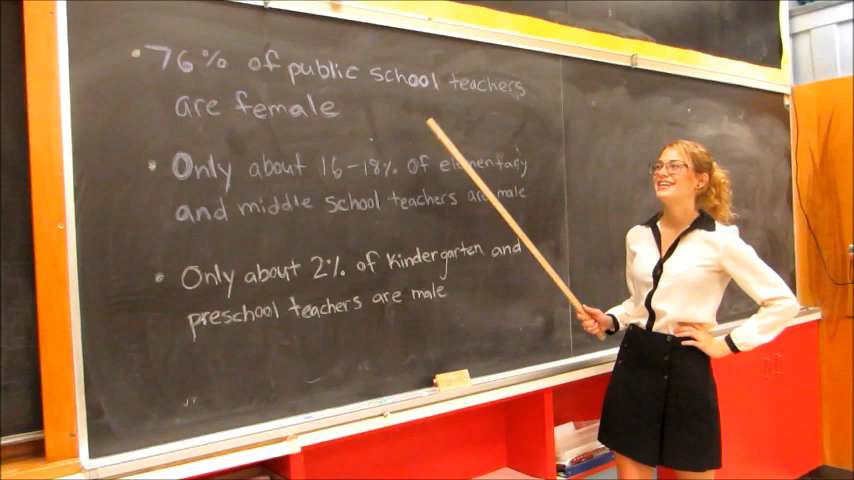 • 76% of public school teachers
are female
• Only about 16-18% of elementary
and middle school teachers are male
• Only about 2% of kindergarten and
preschool teachers are male